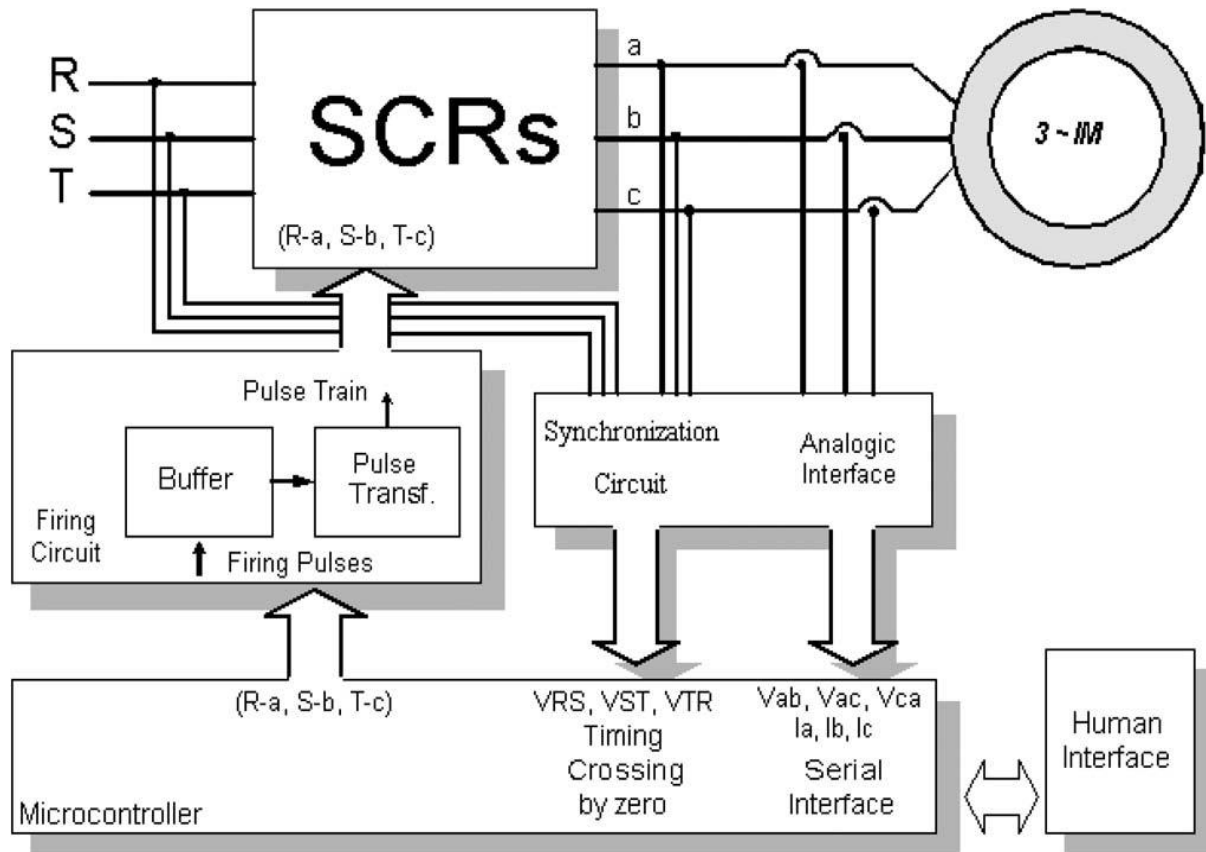 R
S
T
SCRs
(R-a, S-b, T-c)
a
b
c
3 ~ IM
Pulse Train
Buffer
Pulse
Transf.
Firing
Circuit
Firing Pulses
Synchronization
Circuit
Analogic
Interface
(R-a, S-b, T-c)
VRS, VST, VTR
Timing
Crossing
by zero
Vab, Vac, Vca
Ia, Ib, Ic
Serial
Interface
Microcontroller
Human
Interface